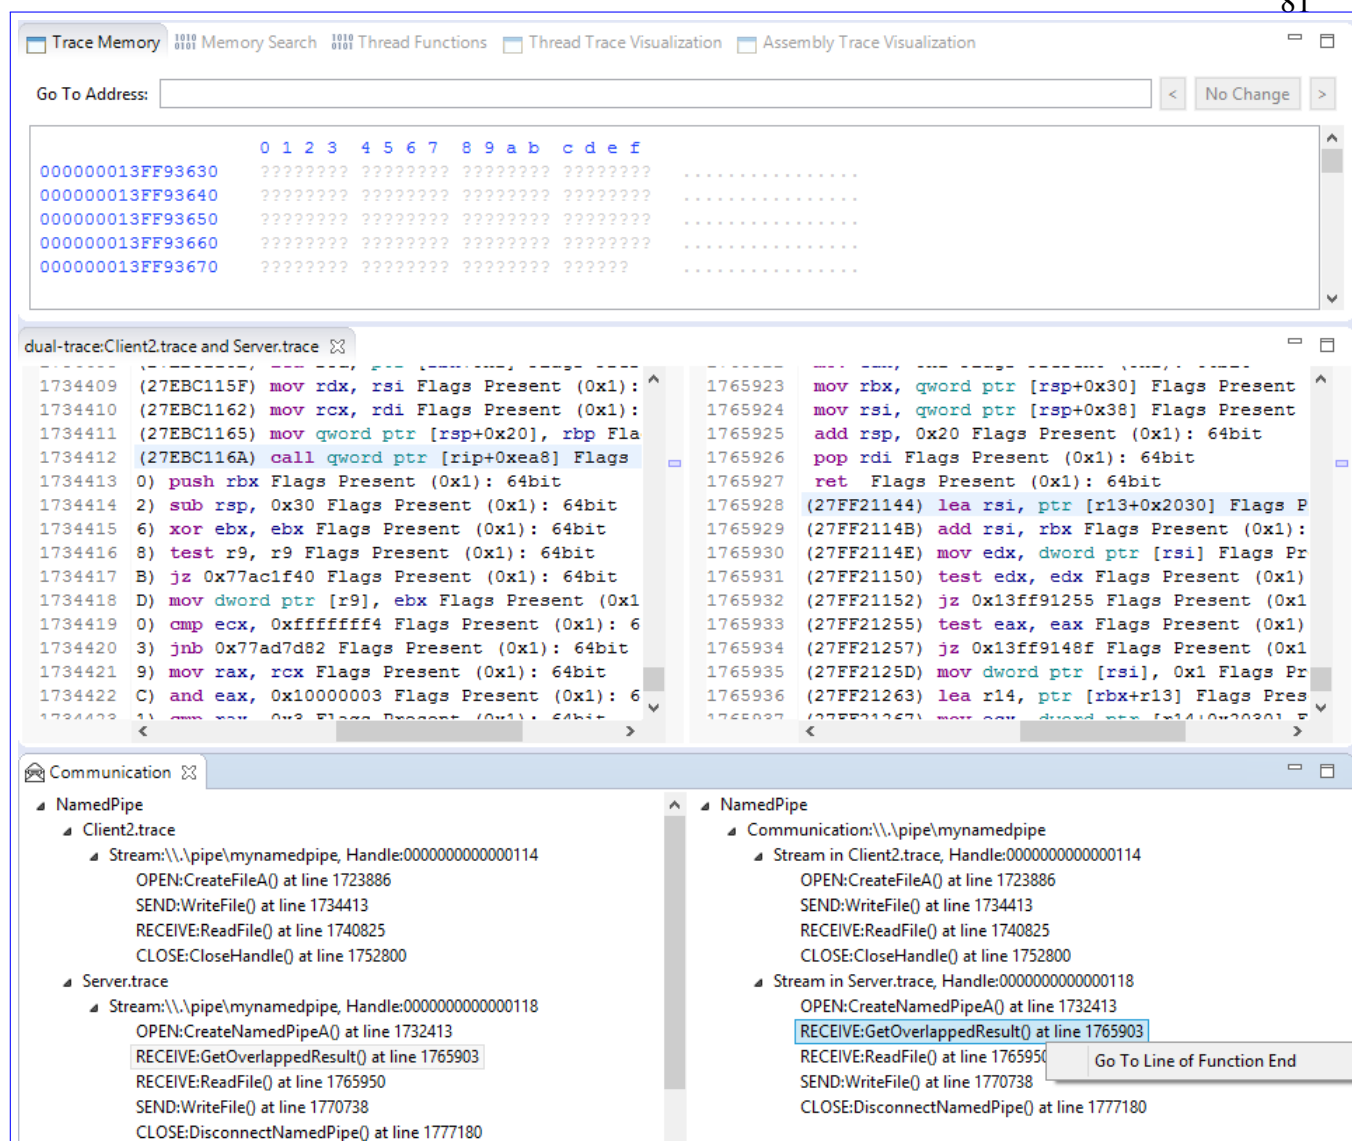 81
Trace Memory Memory Search Thread Functions Thread Trace Visualization Assembly Trace Visualization
Go To Address: < No Change >
0 1 2 3 4 5 6 7 8 9 a b c d e f
000000013FF93630 ???????? ???????? ???????? ???????? ................
000000013FF93640 ???????? ???????? ???????? ???????? ................
000000013FF93650 ???????? ???????? ???????? ???????? ................
000000013FF93660 ???????? ???????? ???????? ???????? ................
000000013FF93670 ???????? ???????? ???????? ?????? ................
dual-trace:Client2.trace and Server.trace
1734409 (27EBC115F) mov rdx, rsi Flags Present (0x1):
1734410 (27EBC1162) mov rcx, rdi Flags Present (0x1):
1734411 (27EBC1165) mov qword ptr [rsp+0x20], rbp Fla
1734412 (27EBC116A) call qword ptr [rip+0xea8] Flags
1734413 0) push rbx Flags Present (0x1): 64bit
1734414 2) sub rsp, 0x30 Flags Present (0x1): 64bit
1734415 6) xor ebx, ebx Flags Present (0x1): 64bit
1734416 8) test r9, r9 Flags Present (0x1): 64bit
1734417 B) jz 0x77ac1f40 Flags Present (0x1): 64bit
1734418 D) mov dword ptr [r9], ebx Flags Present (0x1
1734419 0) cmp ecx, 0xfffffff4 Flags Present (0x1): 6
1734420 3) jnb 0x77ad7d82 Flags Present (0x1): 64bit
1734421 9) mov rax, rcx Flags Present (0x1): 64bit
1734422 C) and eax, 0x10000003 Flags Present (0x1): 6
1765923 mov rbx, qword ptr [rsp+0x30] Flags Present
1765924 mov rsi, qword ptr [rsp+0x38] Flags Present
1765925 add rsp, 0x20 Flags Present (0x1): 64bit
1765926 pop rdi Flags Present (0x1): 64bit
1765927 ret Flags Present (0x1): 64bit
1765928 (27FF21144) lea rsi, ptr [r13+0x2030] Flags P
1765929 (27FF2114B) add rsi, rbx Flags Present (0x1):
1765930 (27FF2114E) mov edx, dword ptr [rsi] Flags Pr
1765931 (27FF21150) test edx, edx Flags Present (0x1)
1765932 (27FF21152) jz 0x13ff91255 Flags Present (0x1
1765933 (27FF21255) test eax, eax Flags Present (0x1)
1765934 (27FF21257) jz 0x13ff9148f Flags Present (0x1
1765935 (27FF2125D) mov dword ptr [rsi], 0x1 Flags Pr
1765936 (27FF21263) lea r14, ptr [rbx+r13] Flags Pres
Communication
NamedPipe
Client2.trace
Stream:\\.\pipe\mynamedpipe, Handle:0000000000000114
OPEN:CreateFileA() at line 1723886
SEND:WriteFile() at line 1734413
RECEIVE:ReadFile() at line 1740825
CLOSE:CloseHandle() at line 1752800
Server.trace
Stream:\\.\pipe\mynamedpipe, Handle:0000000000000118
OPEN:CreateNamedPipeA() at line 1732413
RECEIVE:GetOverlappedResult() at line 1765903
RECEIVE:ReadFile() at line 1765950
SEND:WriteFile() at line 1770738
CLOSE:DisconnectNamedPipe() at line 1777180
NamedPipe
Communication:\\.\pipe\mynamedpipe
Stream in Client2.trace, Handle:0000000000000114
OPEN:CreateFileA() at line 1723886
SEND:WriteFile() at line 1734413
RECEIVE:ReadFile() at line 1740825
CLOSE:CloseHandle() at line 1752800
Stream in Server.trace, Handle:0000000000000118
OPEN:CreateNamedPipeA() at line 1732413
RECEIVE:GetOverlappedResult() at line 1765903
RECEIVE:ReadFile() at line 1765950
Go To Line of Function End
SEND:WriteFile() at line 1770738
CLOSE:DisconnectNamedPipe() at line 1777180